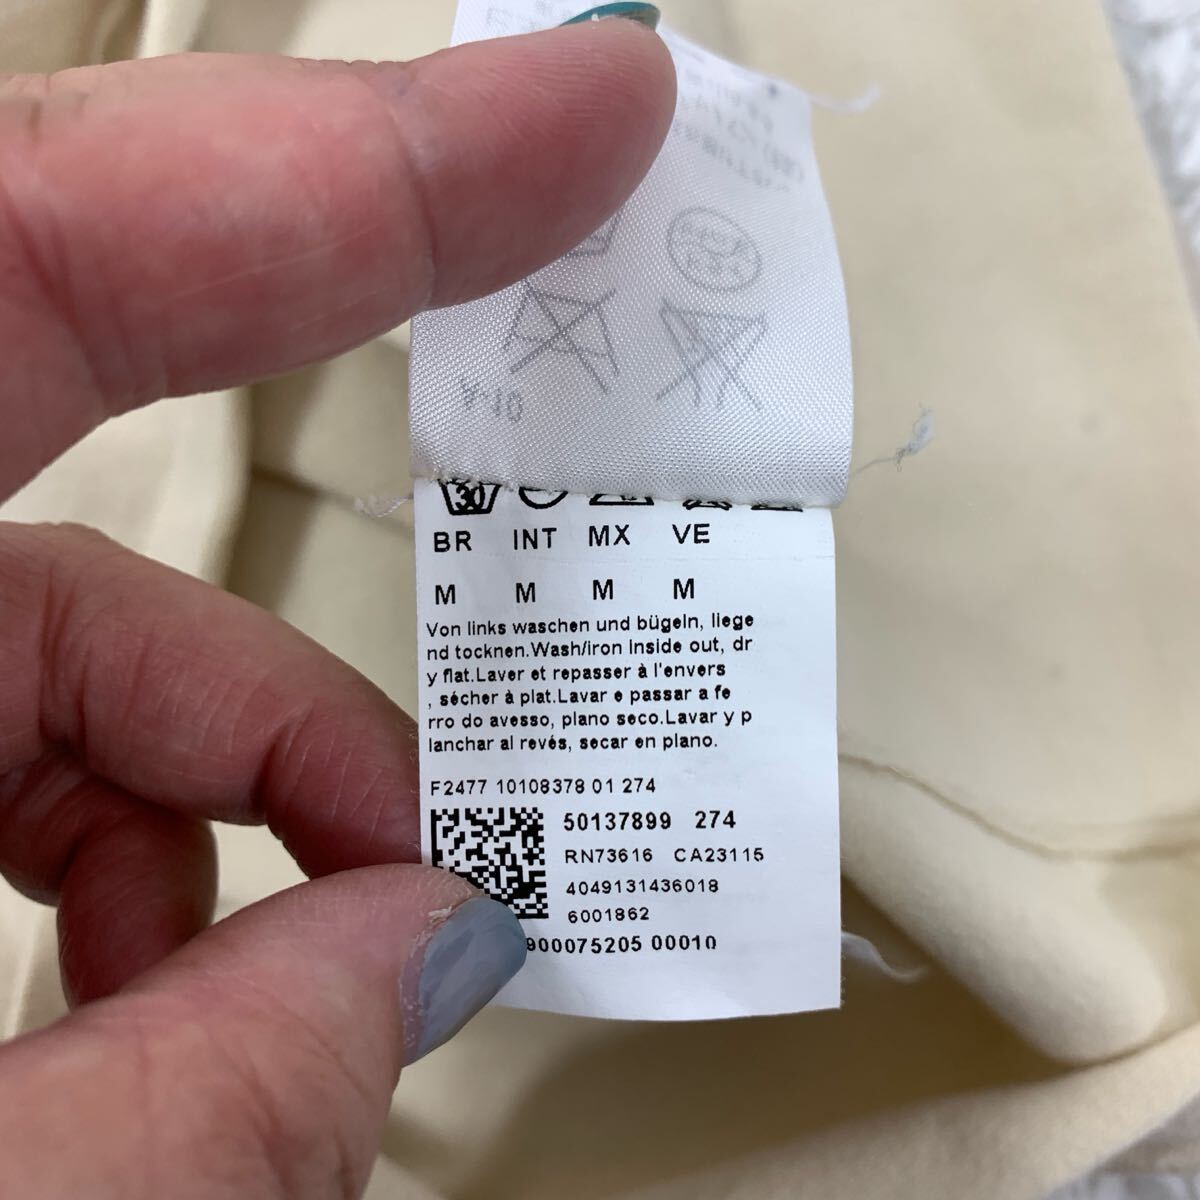 30
BR INT MX VE
M M M M
Von links waschen und bügeln, liege
nd tocknen.Wash/iron Inside out, dr
y flat.Laver et repasser à l'envers
, sécher à plat.Lavar e passar a fe
rro do avesso, plano seco.Lavar y p
lanchar al revés, secar en plano.
F2477 10108378 01 274
50137899 274
RN73616 CA23115
4049131436018
6001862
900075205 00010